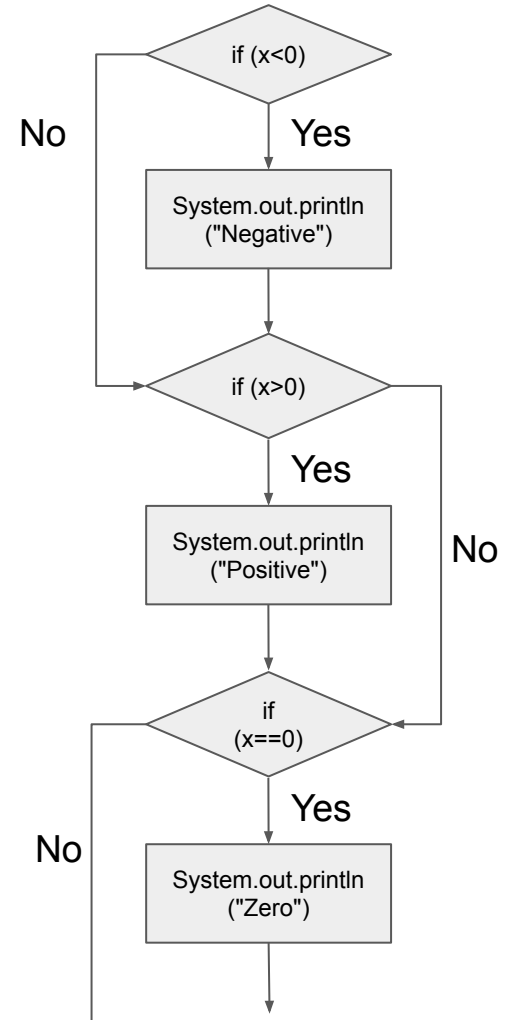 if (x<0)
No
Yes
System.out.println
("Negative")
if (x>0)
Yes
System.out.println
("Positive")
No
if
(x==0)
Yes
No
System.out.println
("Zero")